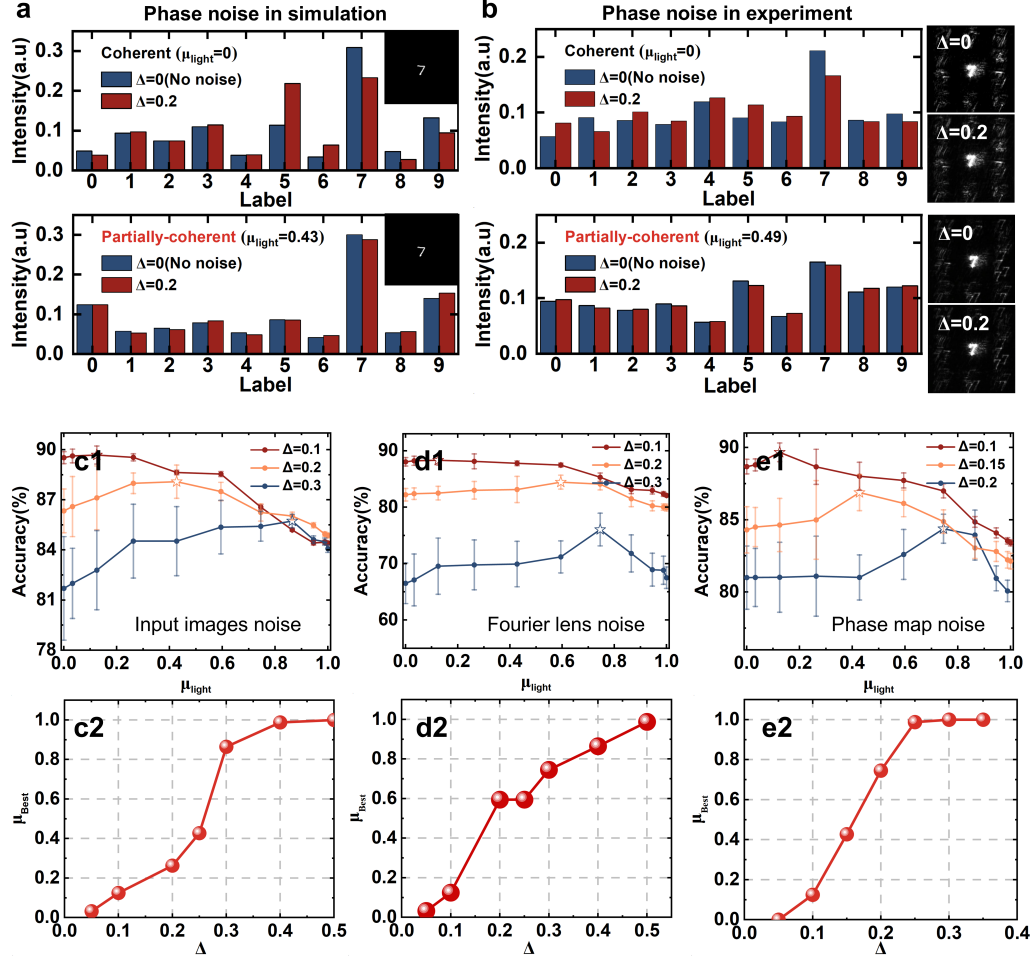 a
Phase noise in simulation
Intensity(a.u)
0.3
0.2
0.1
0.0
Coherent (μlight=0)
Δ=0(No noise)
Δ=0.2
7
0 1 2 3 4 5 6 7 8 9
Label
Intensity(a.u)
0.3
0.2
0.1
0.0
Partially-coherent (μlight=0.43)
Δ=0(No noise)
Δ=0.2
7
0 1 2 3 4 5 6 7 8 9
Label
b
Phase noise in experiment
Intensity(a.u)
0.2
0.1
0.0
Coherent (μlight=0)
Δ=0(No noise)
Δ=0.2
0 1 2 3 4 5 6 7 8 9
Label
Δ=0
Δ=0.2
Intensity(a.u)
0.2
0.1
0.0
Partially-coherent (μlight=0.49)
Δ=0(No noise)
Δ=0.2
0 1 2 3 4 5 6 7 8 9
Label
Δ=0
Δ=0.2
c1
Accuracy(%)
90
87
84
81
78
Δ=0.1
Δ=0.2
Δ=0.3
Input images noise
0.0 0.2 0.4 0.6 0.8 1.0
μlight
d1
Accuracy(%)
90
80
70
60
Δ=0.1
Δ=0.2
Δ=0.3
Fourier lens noise
0.0 0.2 0.4 0.6 0.8 1.0
μlight
e1
Accuracy(%)
90
85
80
Δ=0.1
Δ=0.15
Δ=0.2
Phase map noise
0.0 0.2 0.4 0.6 0.8 1.0
μlight
c2
μBest
1.0
0.8
0.6
0.4
0.2
0.0
0.0 0.1 0.2 0.3 0.4 0.5
Δ
d2
μBest
1.0
0.8
0.6
0.4
0.2
0.0
0.0 0.1 0.2 0.3 0.4 0.5
Δ
e2
μBest
1.0
0.8
0.6
0.4
0.2
0.0
0.0 0.1 0.2 0.3 0.4
Δ